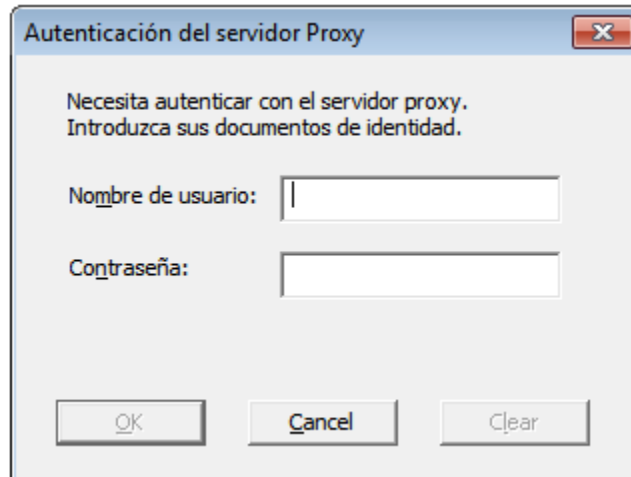 Autenticación del servidor Proxy
Necesita autenticar con el servidor proxy.
Introduzca sus documentos de identidad.
Nombre de usuario:
Contraseña:
OK Cancel Clear